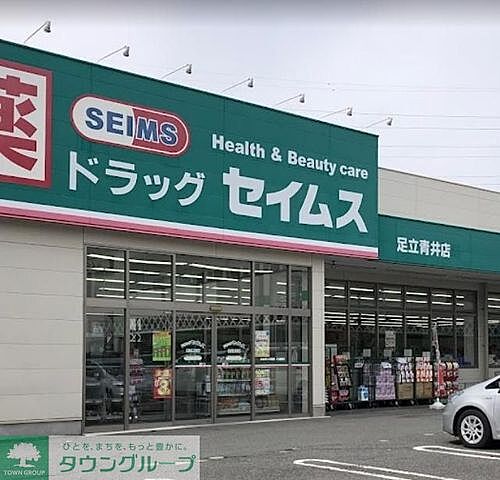 薬
SEIMS
Health & Beauty care
ドラッグ セイムス
足立青井店
TOWN GROUP
ひとを、まちを、もっと豊かに。
タウングループ